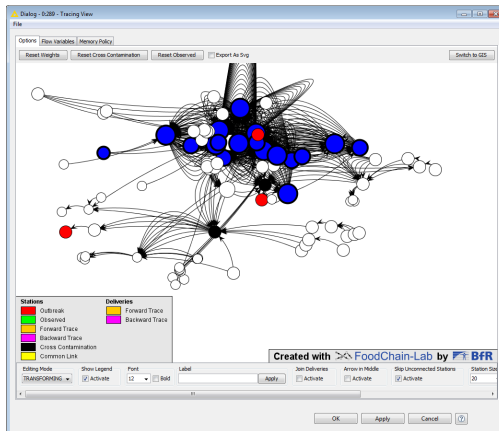 Dialog - 0:289 - Tracing View
File
Options Flow Variables Memory Policy
Reset Weights Reset Cross Contamination Reset Observed Export As Svg Switch to GIS
Stations Deliveries
Outbreak Forward Trace
Observed Backward Trace
Forward Trace
Backward Trace
Cross Contamination
Common Link
Created with FoodChain-Lab by BfR
Editing Mode Show Legend Font Label Join Deliveries Arrow in Middle Skip Unconnected Stations Station Size
TRANSFORMING Activate 12 Bold Apply Activate Activate Activate 20
OK Apply Cancel ?